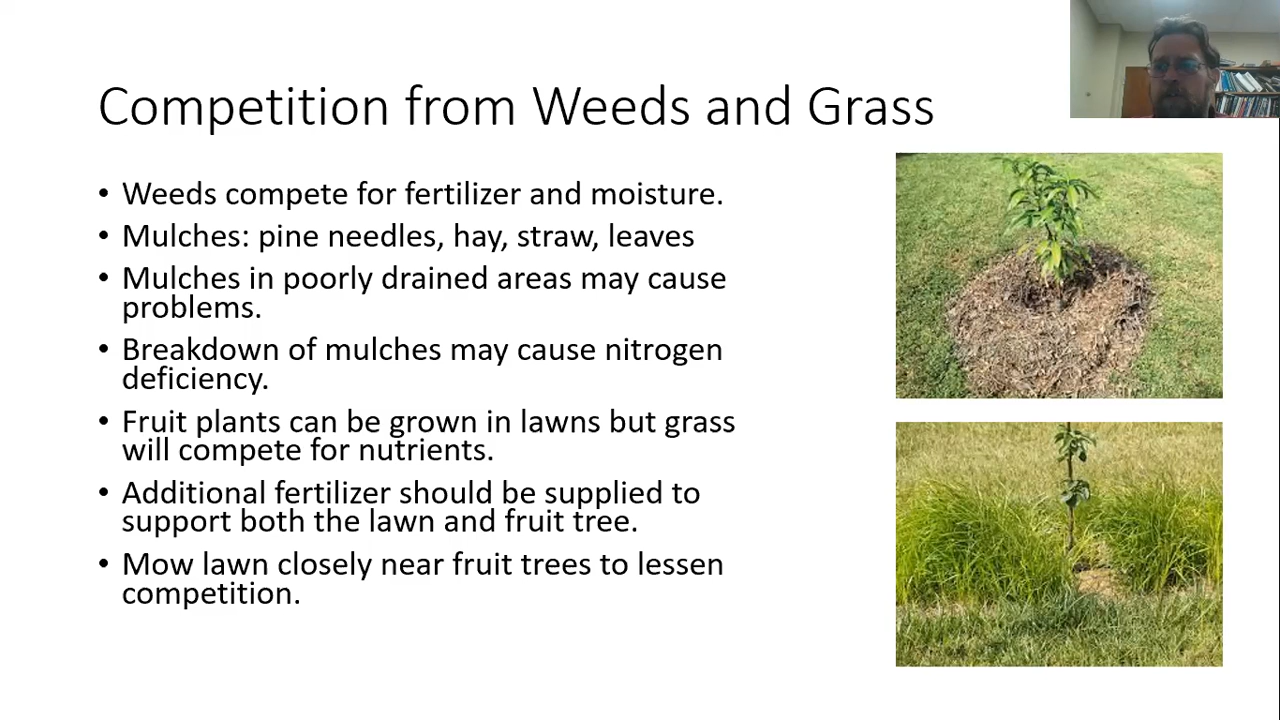 Competition from Weeds and Grass
• Weeds compete for fertilizer and moisture.
• Mulches: pine needles, hay, straw, leaves
• Mulches in poorly drained areas may cause
problems.
• Breakdown of mulches may cause nitrogen
deficiency.
• Fruit plants can be grown in lawns but grass
will compete for nutrients.
• Additional fertilizer should be supplied to
support both the lawn and fruit tree.
• Mow lawn closely near fruit trees to lessen
competition.